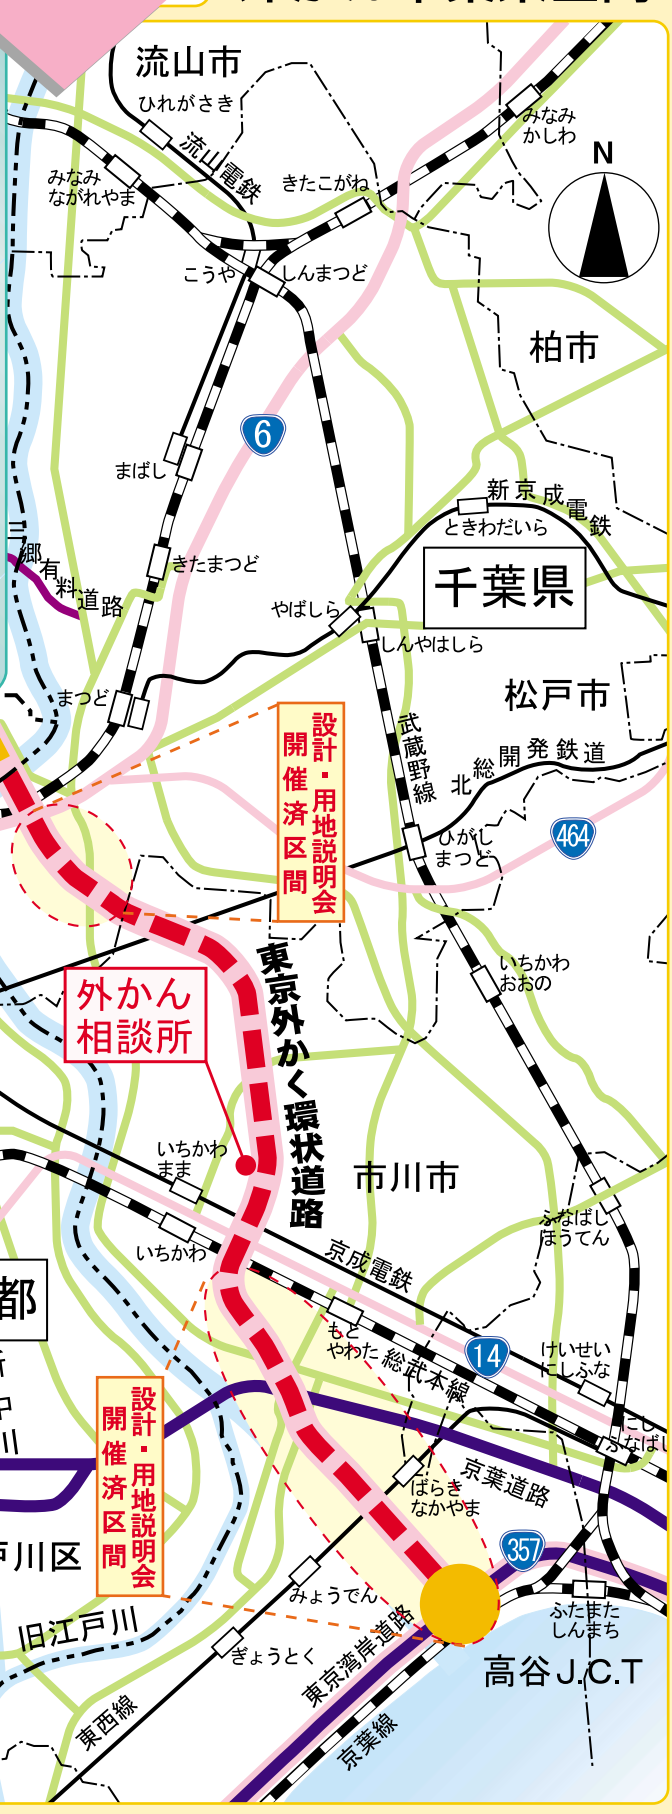 流山市
ひれがさき
流山電鉄
みなみ
ながれやま
きたこがね
みなみ
かしわ
N
こうや
しんまつど
柏市
6
まばし
新京成電鉄
ときわだいら
三郷有料道路
きたまつど
千葉県
やばしら
しんやはしら
まつど
松戸市
設計・用地説明会
開催済区間
武蔵野線
北総開発鉄道
464
ひがし
まつど
東京外かく環状道路
いちかわ
おおの
外かん
相談所
いちかわ
まま
市川市
いちかわ
ふなばし
ほうてん
京成電鉄
都
もと
やわた
総武本線
14
けいせい
にしふな
にし
ふなばし
設計・用地説明会
開催済区間
ばらき
なかやま
京葉道路
357
戸川区
みょうでん
ふたまた
しんまち
旧江戸川
ぎょうとく
東京湾岸道路
高谷J.C.T
東西線
京葉線